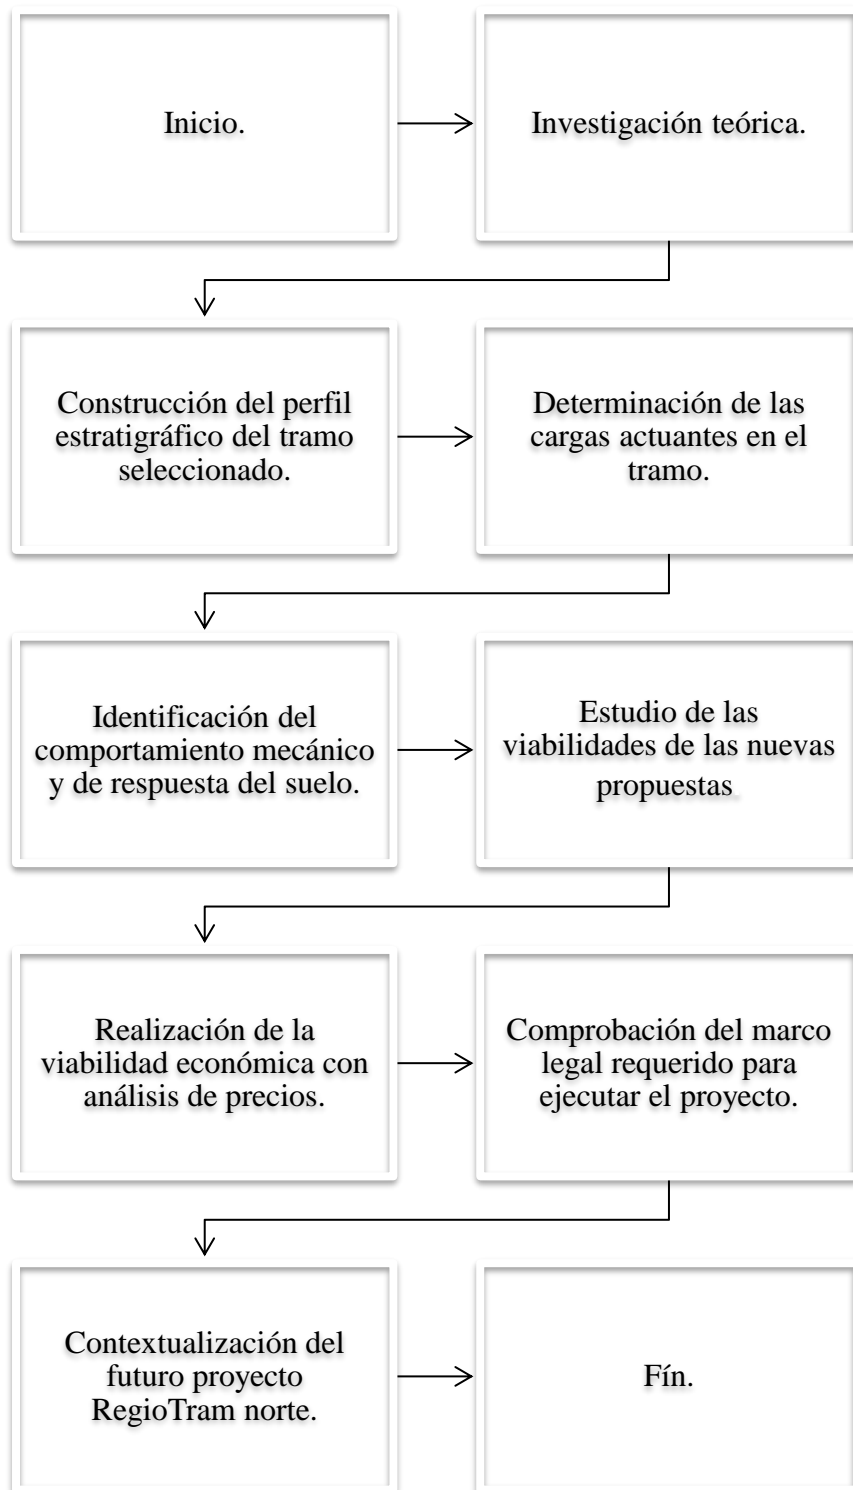 Inicio.
Investigación teórica.
Construcción del perfil
estratigráfico del tramo
seleccionado.
Determinación de las
cargas actuantes en el
tramo.
Identificación del
comportamiento mecánico
y de respuesta del suelo.
Estudio de las
viabilidades de las nuevas
propuestas
Realización de la
viabilidad económica con
análisis de precios.
Comprobación del marco
legal requerido para
ejecutar el proyecto.
Contextualización del
futuro proyecto
RegioTram norte.
Fín.